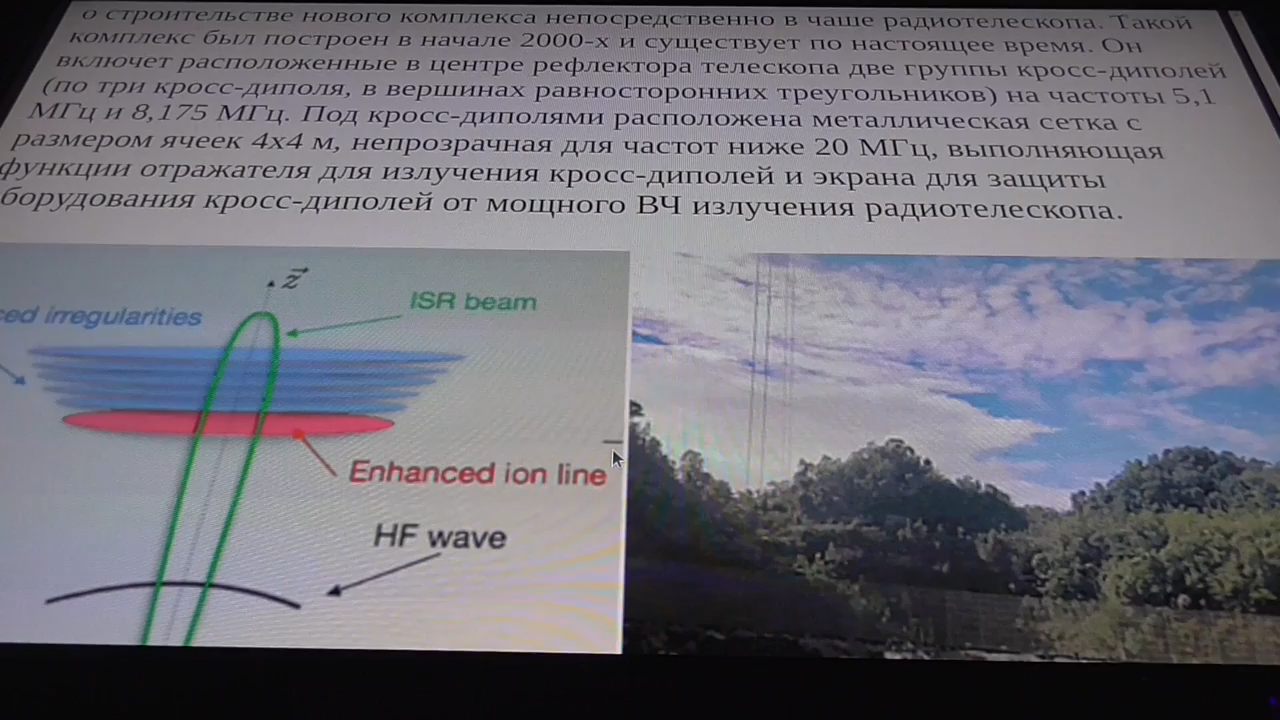 о строительстве нового комплекса непосредственно в чаше радиотелескопа. Такой
комплекс был построен в начале 2000-х и существует по настоящее время. Он
включет расположенные в центре рефлектора телескопа две группы кросс-диполей
(по три кросс-диполя, в вершинах равносторонних треугольников) на частоты 5,1
МГц и 8,175 МГц. Под кросс-диполями расположена металлическая сетка с
размером ячеек 4х4 м, непрозрачная для частот ниже 20 МГц, выполняющая
функции отражателя для излучения кросс-диполей и экрана для защиты
борудования кросс-диполей от мощного ВЧ излучения радиотелескопа.
z
ISR beam
ced irregularities
Enhanced ion line
HF wave